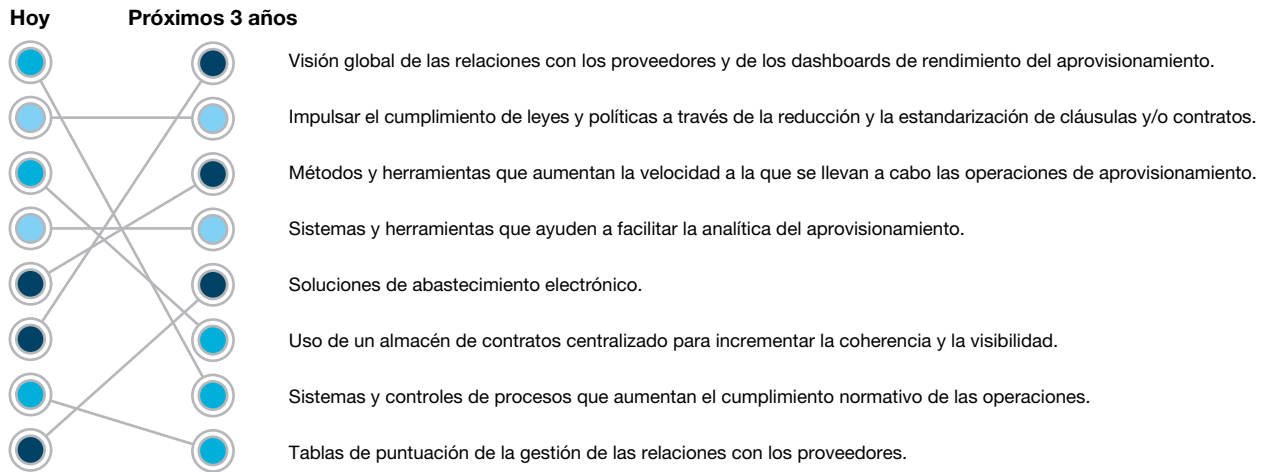 Hoy Próximos 3 años
Visión global de las relaciones con los proveedores y de los dashboards de rendimiento del aprovisionamiento.
Impulsar el cumplimiento de leyes y políticas a través de la reducción y la estandarización de cláusulas y/o contratos.
Métodos y herramientas que aumentan la velocidad a la que se llevan a cabo las operaciones de aprovisionamiento.
Sistemas y herramientas que ayuden a facilitar la analítica del aprovisionamiento.
Soluciones de abastecimiento electrónico.
Uso de un almacén de contratos centralizado para incrementar la coherencia y la visibilidad.
Sistemas y controles de procesos que aumentan el cumplimiento normativo de las operaciones.
Tablas de puntuación de la gestión de las relaciones con los proveedores.